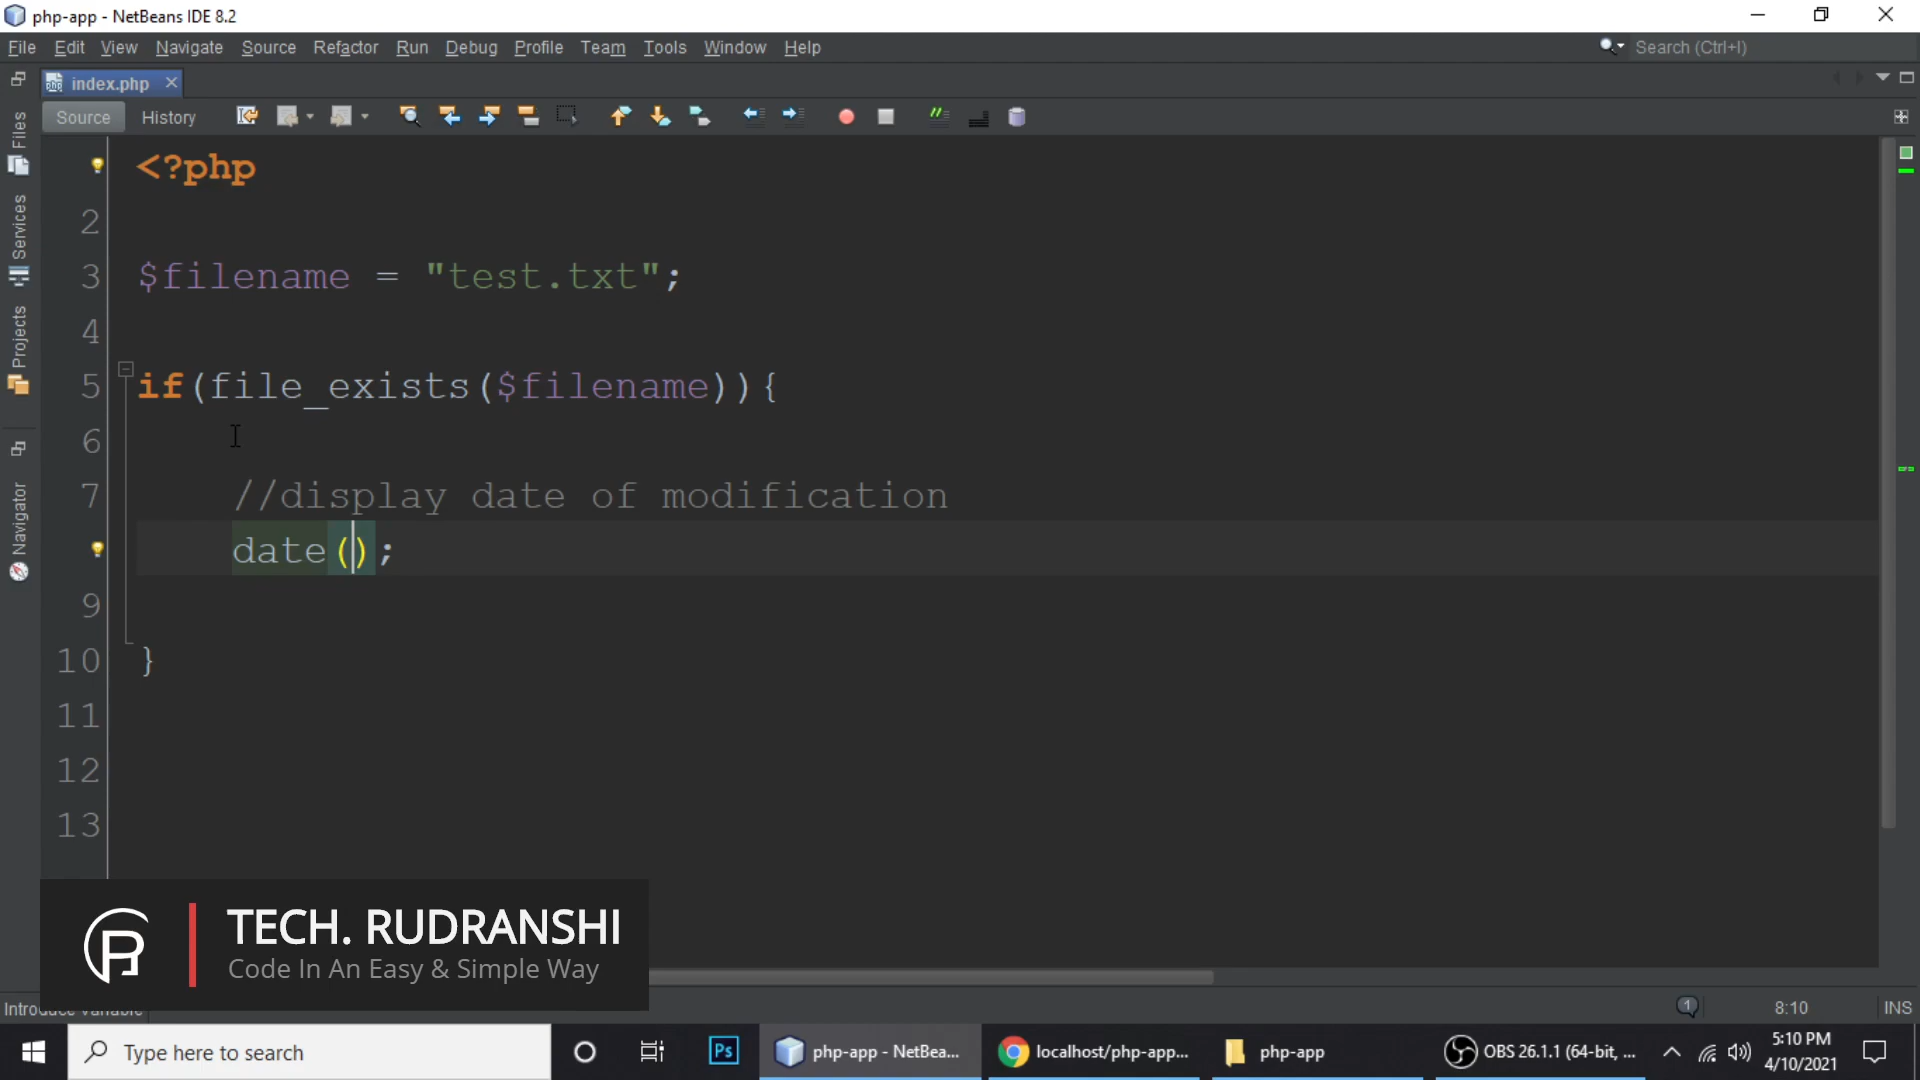 php-app - NetBeans IDE 8.2
File Edit View Navigate Source Refactor Run Debug Profile Team Tools Window Help
Search (Ctrl+I)
index.php
Source History
Files
Services
Projects
Navigator
<?php
2
3 $filename = "test.txt";
4
5 if(file_exists($filename)){
6
7 //display date of modification
date();
9
10 }
11
12
13
TECH. RUDRANSHI
Code In An Easy & Simple Way
1
8:10
INS
Type here to search
Ps
php-app - NetBea...
localhost/php-app...
php-app
OBS 26.1.1 (64-bit, ...
5:10 PM
4/10/2021